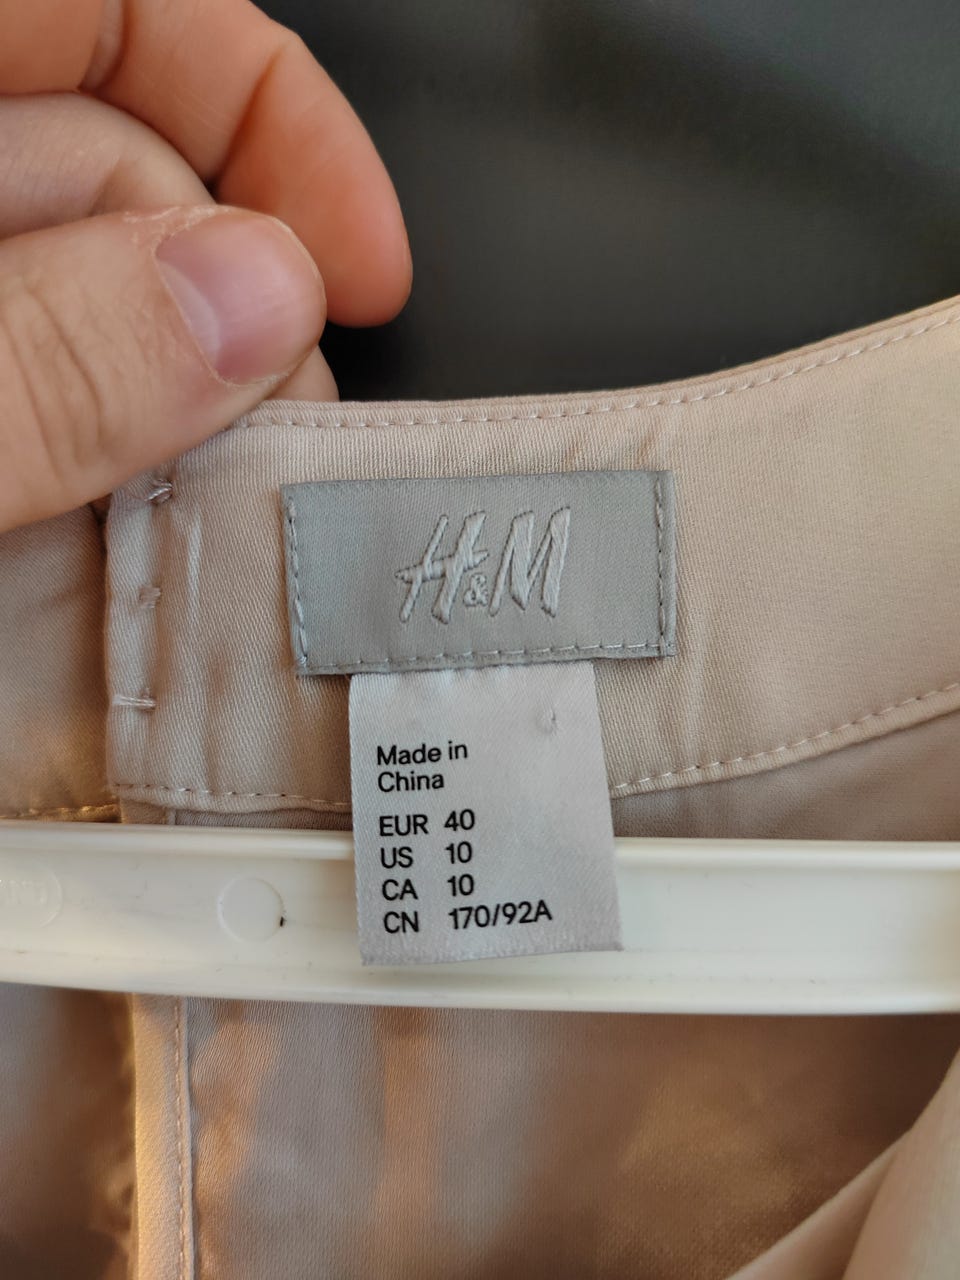 H&M
Made in
China
EUR 40
US 10
CA 10
CN 170/92A